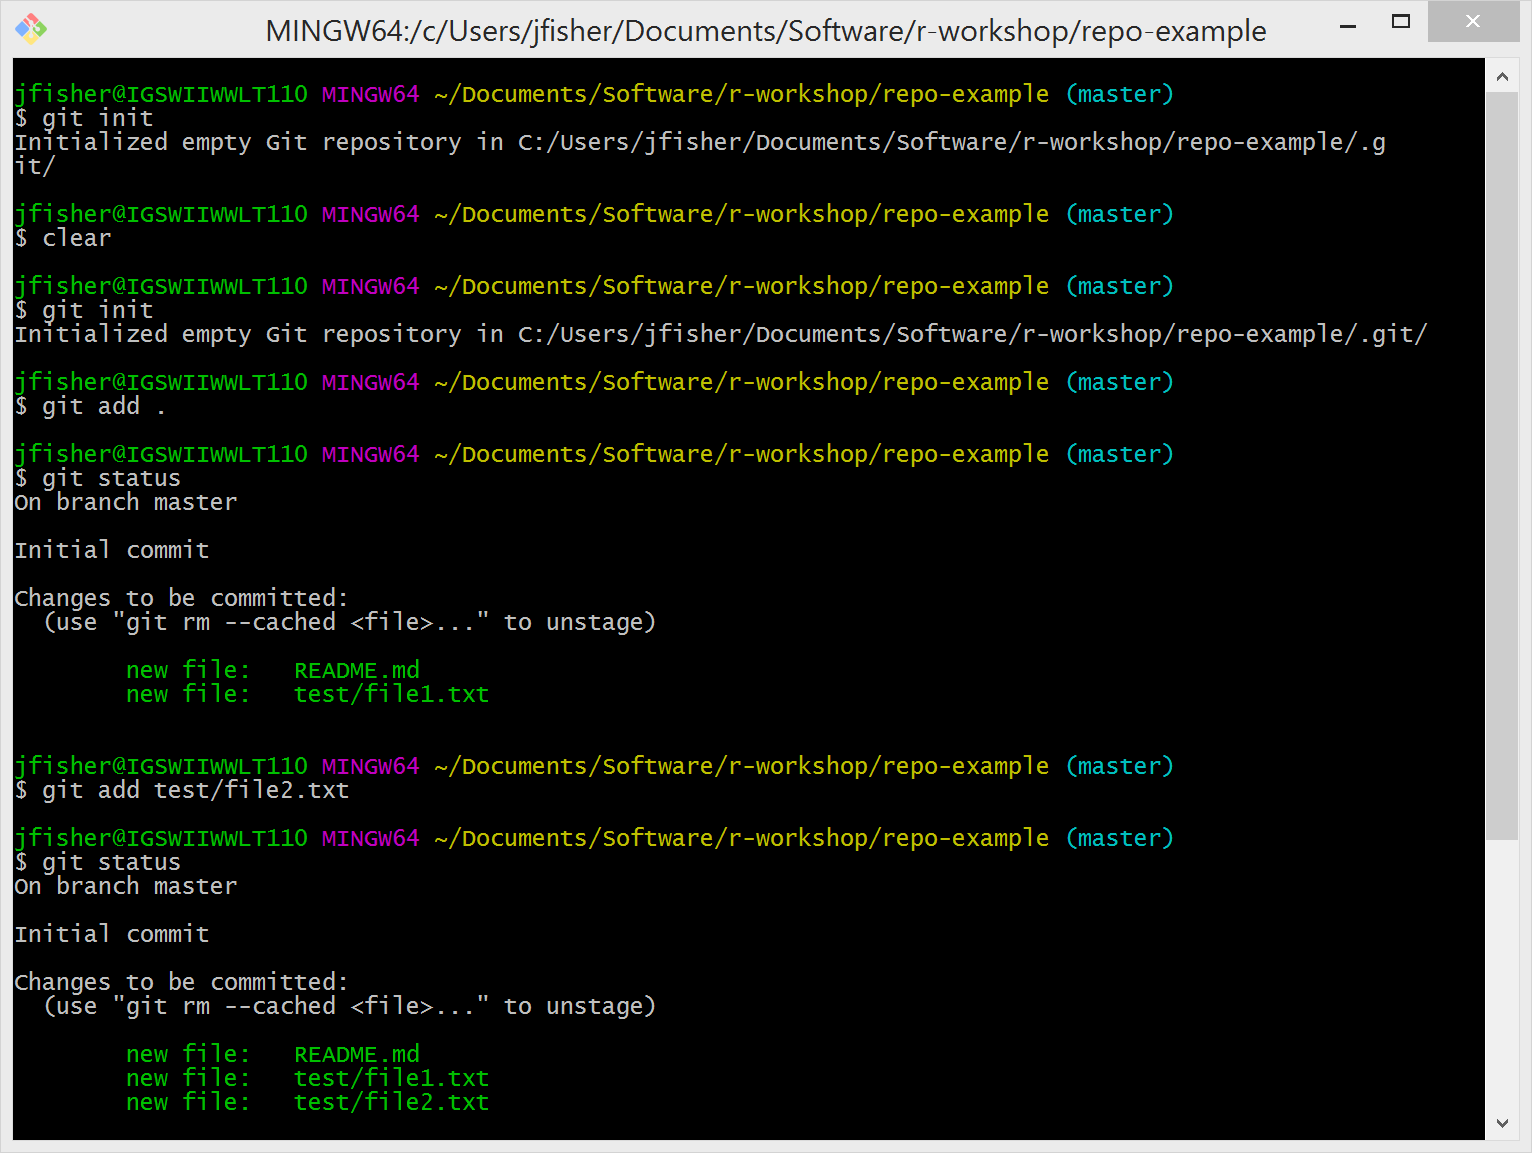 MINGW64:/c/Users/jfisher/Documents/Software/r-workshop/repo-example
jfisher@IGSWIIWWLT110 MINGW64 ~/Documents/Software/r-workshop/repo-example (master)
$ git init
Initialized empty Git repository in C:/Users/jfisher/Documents/Software/r-workshop/repo-example/.g
it/
jfisher@IGSWIIWWLT110 MINGW64 ~/Documents/Software/r-workshop/repo-example (master)
$ clear
jfisher@IGSWIIWWLT110 MINGW64 ~/Documents/Software/r-workshop/repo-example (master)
$ git init
Initialized empty Git repository in C:/Users/jfisher/Documents/Software/r-workshop/repo-example/.git/
jfisher@IGSWIIWWLT110 MINGW64 ~/Documents/Software/r-workshop/repo-example (master)
$ git add .
jfisher@IGSWIIWWLT110 MINGW64 ~/Documents/Software/r-workshop/repo-example (master)
$ git status
On branch master
Initial commit
Changes to be committed:
  (use "git rm --cached <file>..." to unstage)
        new file:   README.md
        new file:   test/file1.txt
jfisher@IGSWIIWWLT110 MINGW64 ~/Documents/Software/r-workshop/repo-example (master)
$ git add test/file2.txt
jfisher@IGSWIIWWLT110 MINGW64 ~/Documents/Software/r-workshop/repo-example (master)
$ git status
On branch master
Initial commit
Changes to be committed:
  (use "git rm --cached <file>..." to unstage)
        new file:   README.md
        new file:   test/file1.txt
        new file:   test/file2.txt